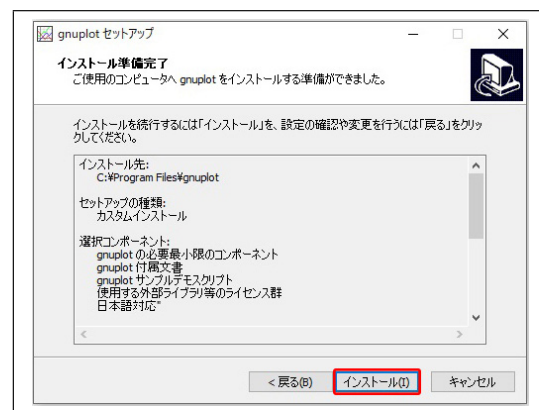 gnuplot セットアップ
インストール準備完了
ご使用のコンピュータへ gnuplot をインストールする準備ができました。
インストールを続行するには「インストール」を、設定の確認や変更を行うには「戻る」をクリッ
クしてください。
インストール先:
C:¥Program Files¥gnuplot
セットアップの種類:
カスタムインストール
選択コンポーネント:
gnuplot の必要最小限のコンポーネント
gnuplot 付属文書
gnuplot サンプルデモスクリプト
使用する外部ライブラリ等のライセンス群
日本語対応"
< 戻る(B)
インストール(I)
キャンセル